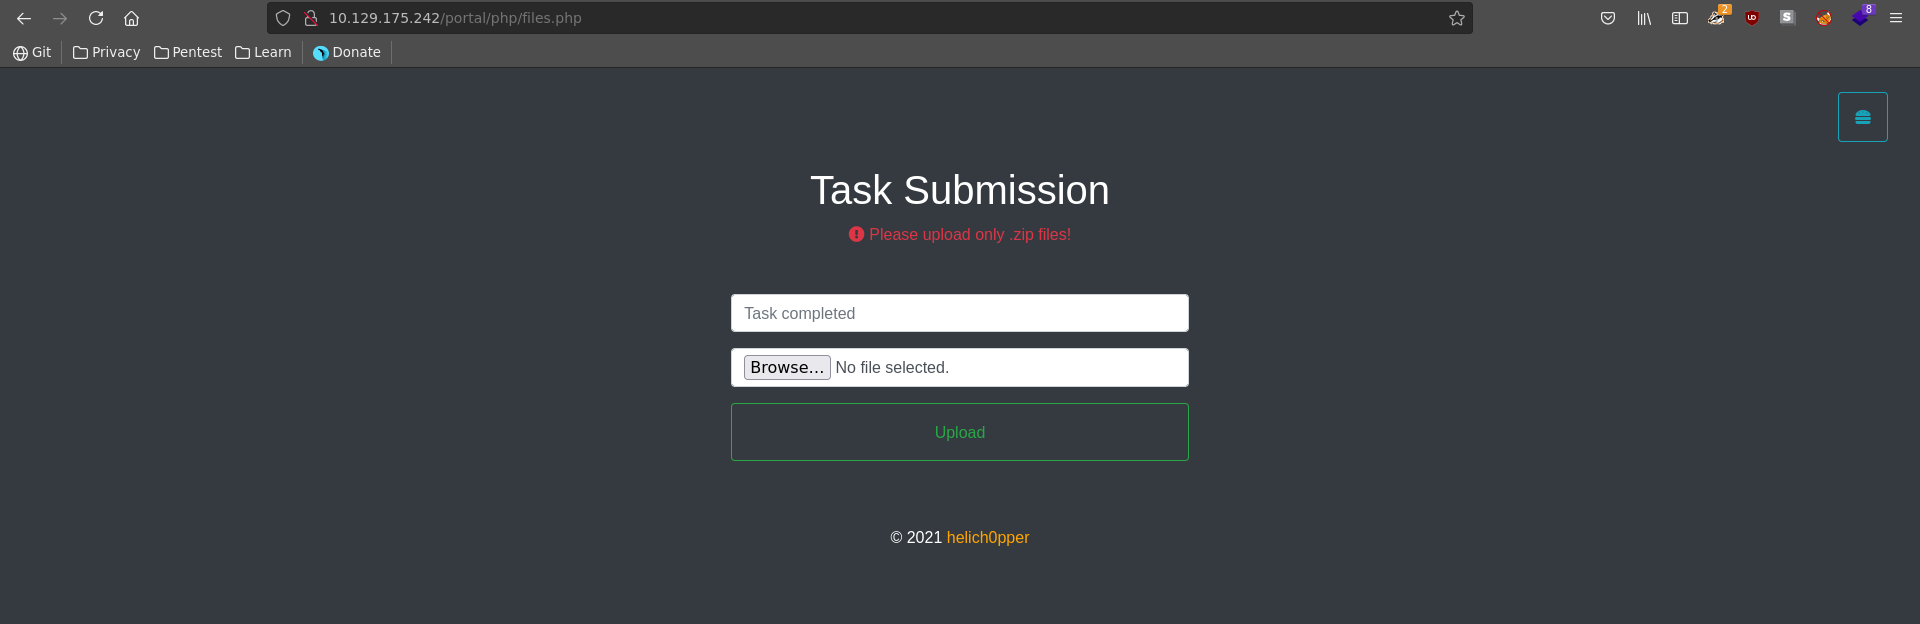 10.129.175.242/portal/php/files.php
2
UD
S
8
Git
Privacy
Pentest
Learn
Donate
Task Submission
Please upload only .zip files!
Task completed
Browse... No file selected.
Upload
© 2021 helich0pper